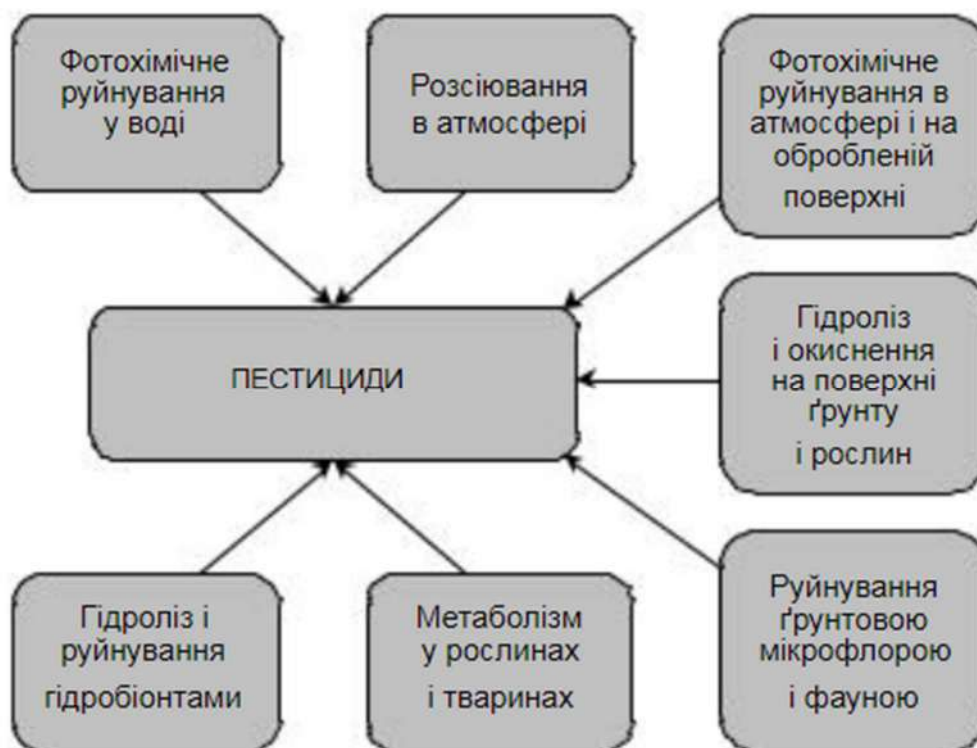 Фотохімічне
руйнування
у воді
Розсіювання
в атмосфері
Фотохімічне
руйнування в
атмосфері і на
обробленій
поверхні
ПЕСТИЦИДИ
Гідроліз
і окиснення
на поверхні
ґрунту
і рослин
Гідроліз і
руйнування
гідробіонтами
Метаболізм
у рослинах
і тваринах
Руйнування
ґрунтовою
мікрофлорою
і фауною